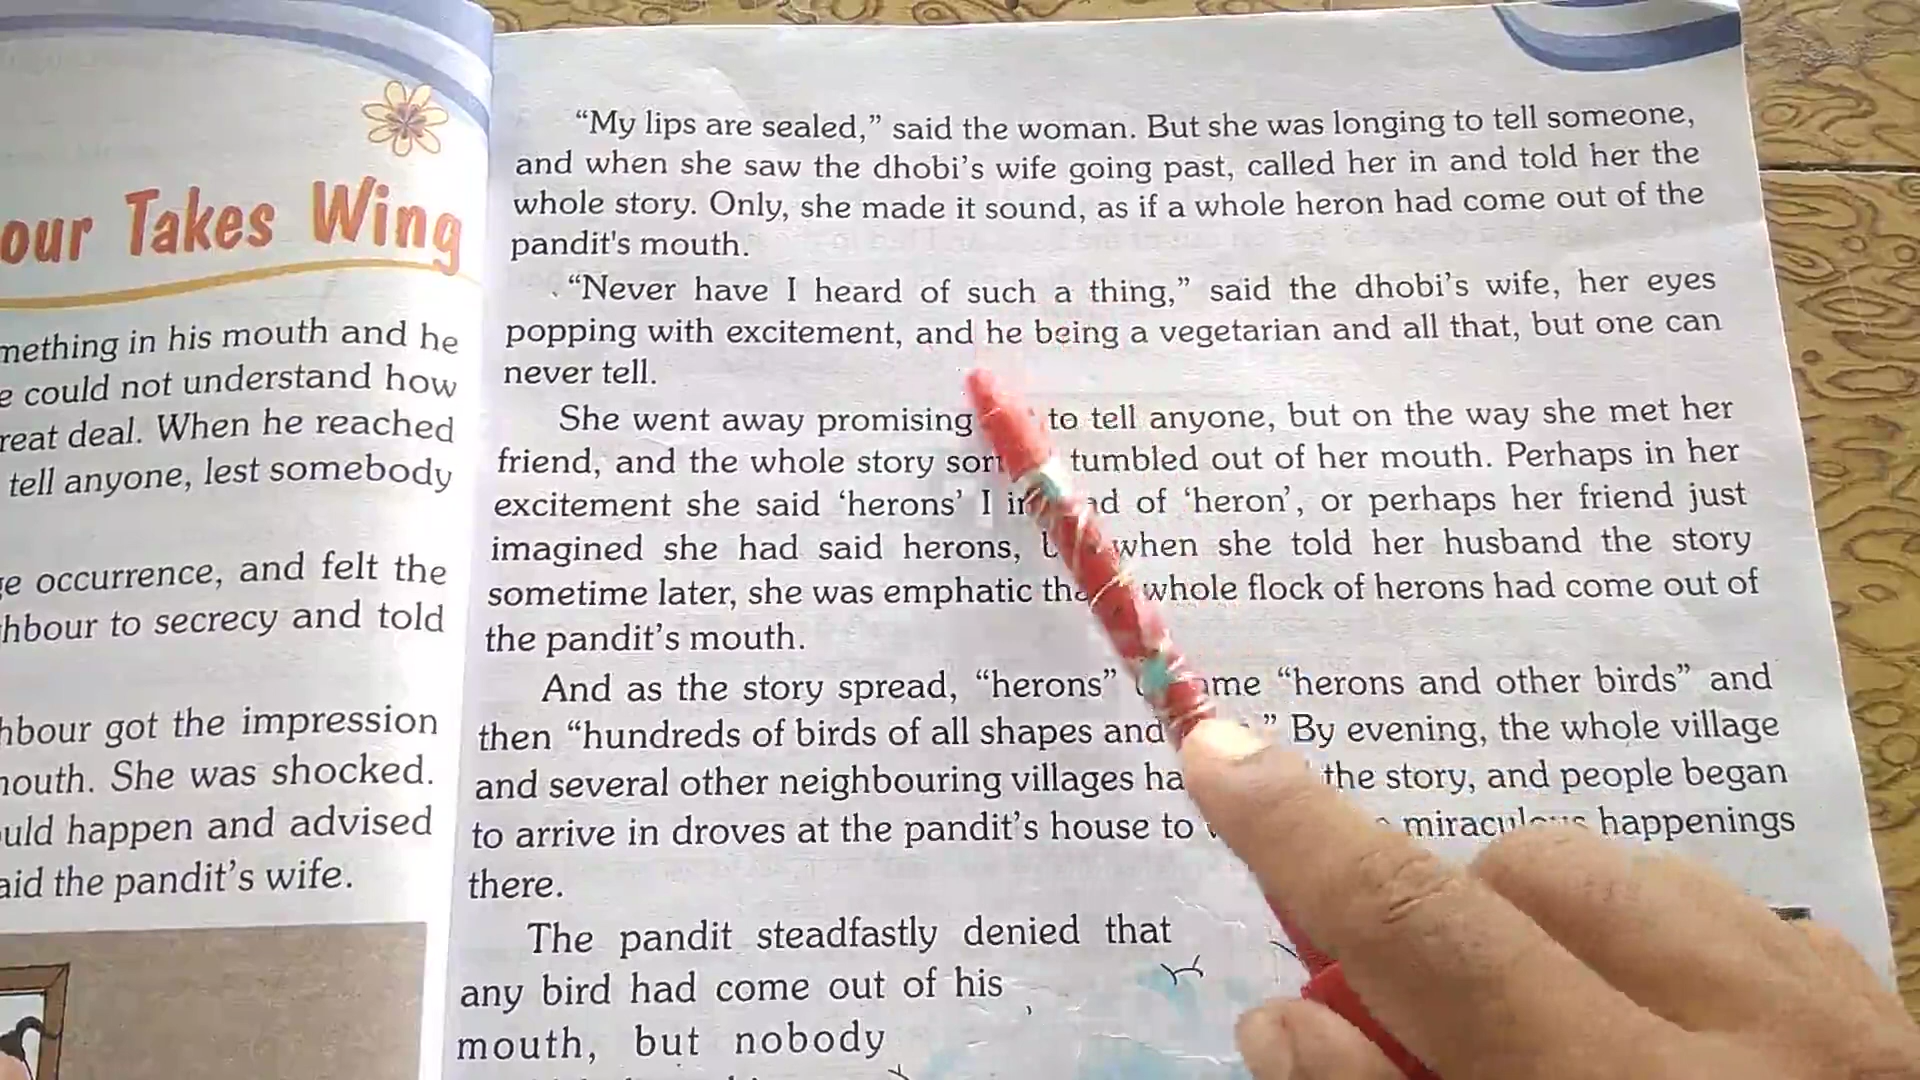 our Takes Wing
mething in his mouth and he
e could not understand how
reat deal. When he reached
tell anyone, lest somebody
ge occurrence, and felt the
hbour to secrecy and told
hbour got the impression
mouth. She was shocked.
uld happen and advised
aid the pandit's wife.
“My lips are sealed,” said the woman. But she was longing to tell someone,
and when she saw the dhobi's wife going past, called her in and told her the
whole story. Only, she made it sound, as if a whole heron had come out of the
pandit's mouth.
“Never have I heard of such a thing,” said the dhobi's wife, her eyes
popping with excitement, and he being a vegetarian and all that, but one can
never tell.
She went away promising to tell anyone, but on the way she met her
friend, and the whole story tumbled out of her mouth. Perhaps in her
excitement she said ‘herons’ I of ‘heron’, or perhaps her friend just
imagined she had said herons, when she told her husband the story
sometime later, she was emphatic whole flock of herons had come out of
the pandit's mouth.
And as the story spread, “herons” “herons and other birds” and
then “hundreds of birds of all shapes and ” By evening, the whole village
and several other neighbouring villages the story, and people began
to arrive in droves at the pandit's house to miraculous happenings
there.
The pandit steadfastly denied that
any bird had come out of his
mouth, but nobody